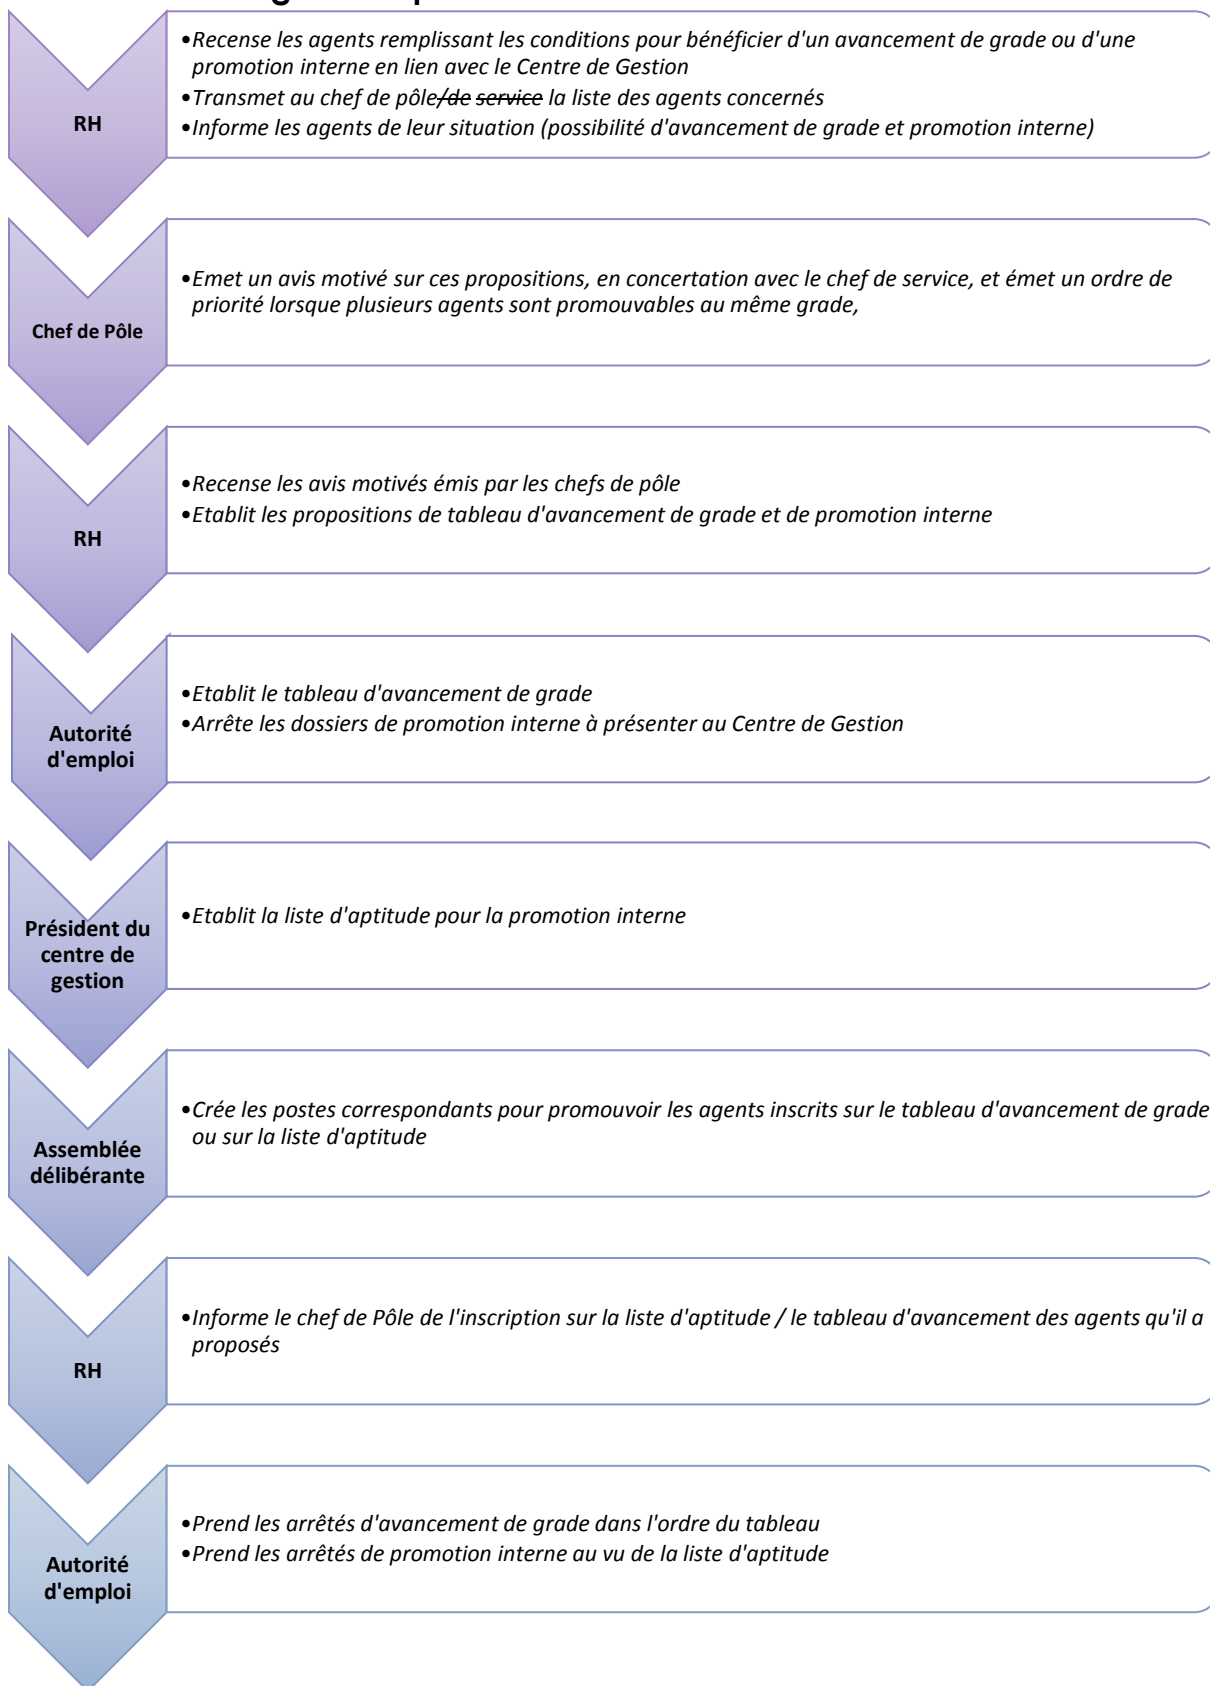 RH
•Recense les agents remplissant les conditions pour bénéficier d'un avancement de grade ou d'une
promotion interne en lien avec le Centre de Gestion
•Transmet au chef de pôle/de service la liste des agents concernés
•Informe les agents de leur situation (possibilité d'avancement de grade et promotion interne)
Chef de Pôle
•Emet un avis motivé sur ces propositions, en concertation avec le chef de service, et émet un ordre de
priorité lorsque plusieurs agents sont promouvables au même grade,
RH
•Recense les avis motivés émis par les chefs de pôle
•Etablit les propositions de tableau d'avancement de grade et de promotion interne
Autorité
d'emploi
•Etablit le tableau d'avancement de grade
•Arrête les dossiers de promotion interne à présenter au Centre de Gestion
Président du
centre de
gestion
•Etablit la liste d'aptitude pour la promotion interne
Assemblée
délibérante
•Crée les postes correspondants pour promouvoir les agents inscrits sur le tableau d'avancement de grade
ou sur la liste d'aptitude
RH
•Informe le chef de Pôle de l'inscription sur la liste d'aptitude / le tableau d'avancement des agents qu'il a
proposés
Autorité
d'emploi
•Prend les arrêtés d'avancement de grade dans l'ordre du tableau
•Prend les arrêtés de promotion interne au vu de la liste d'aptitude